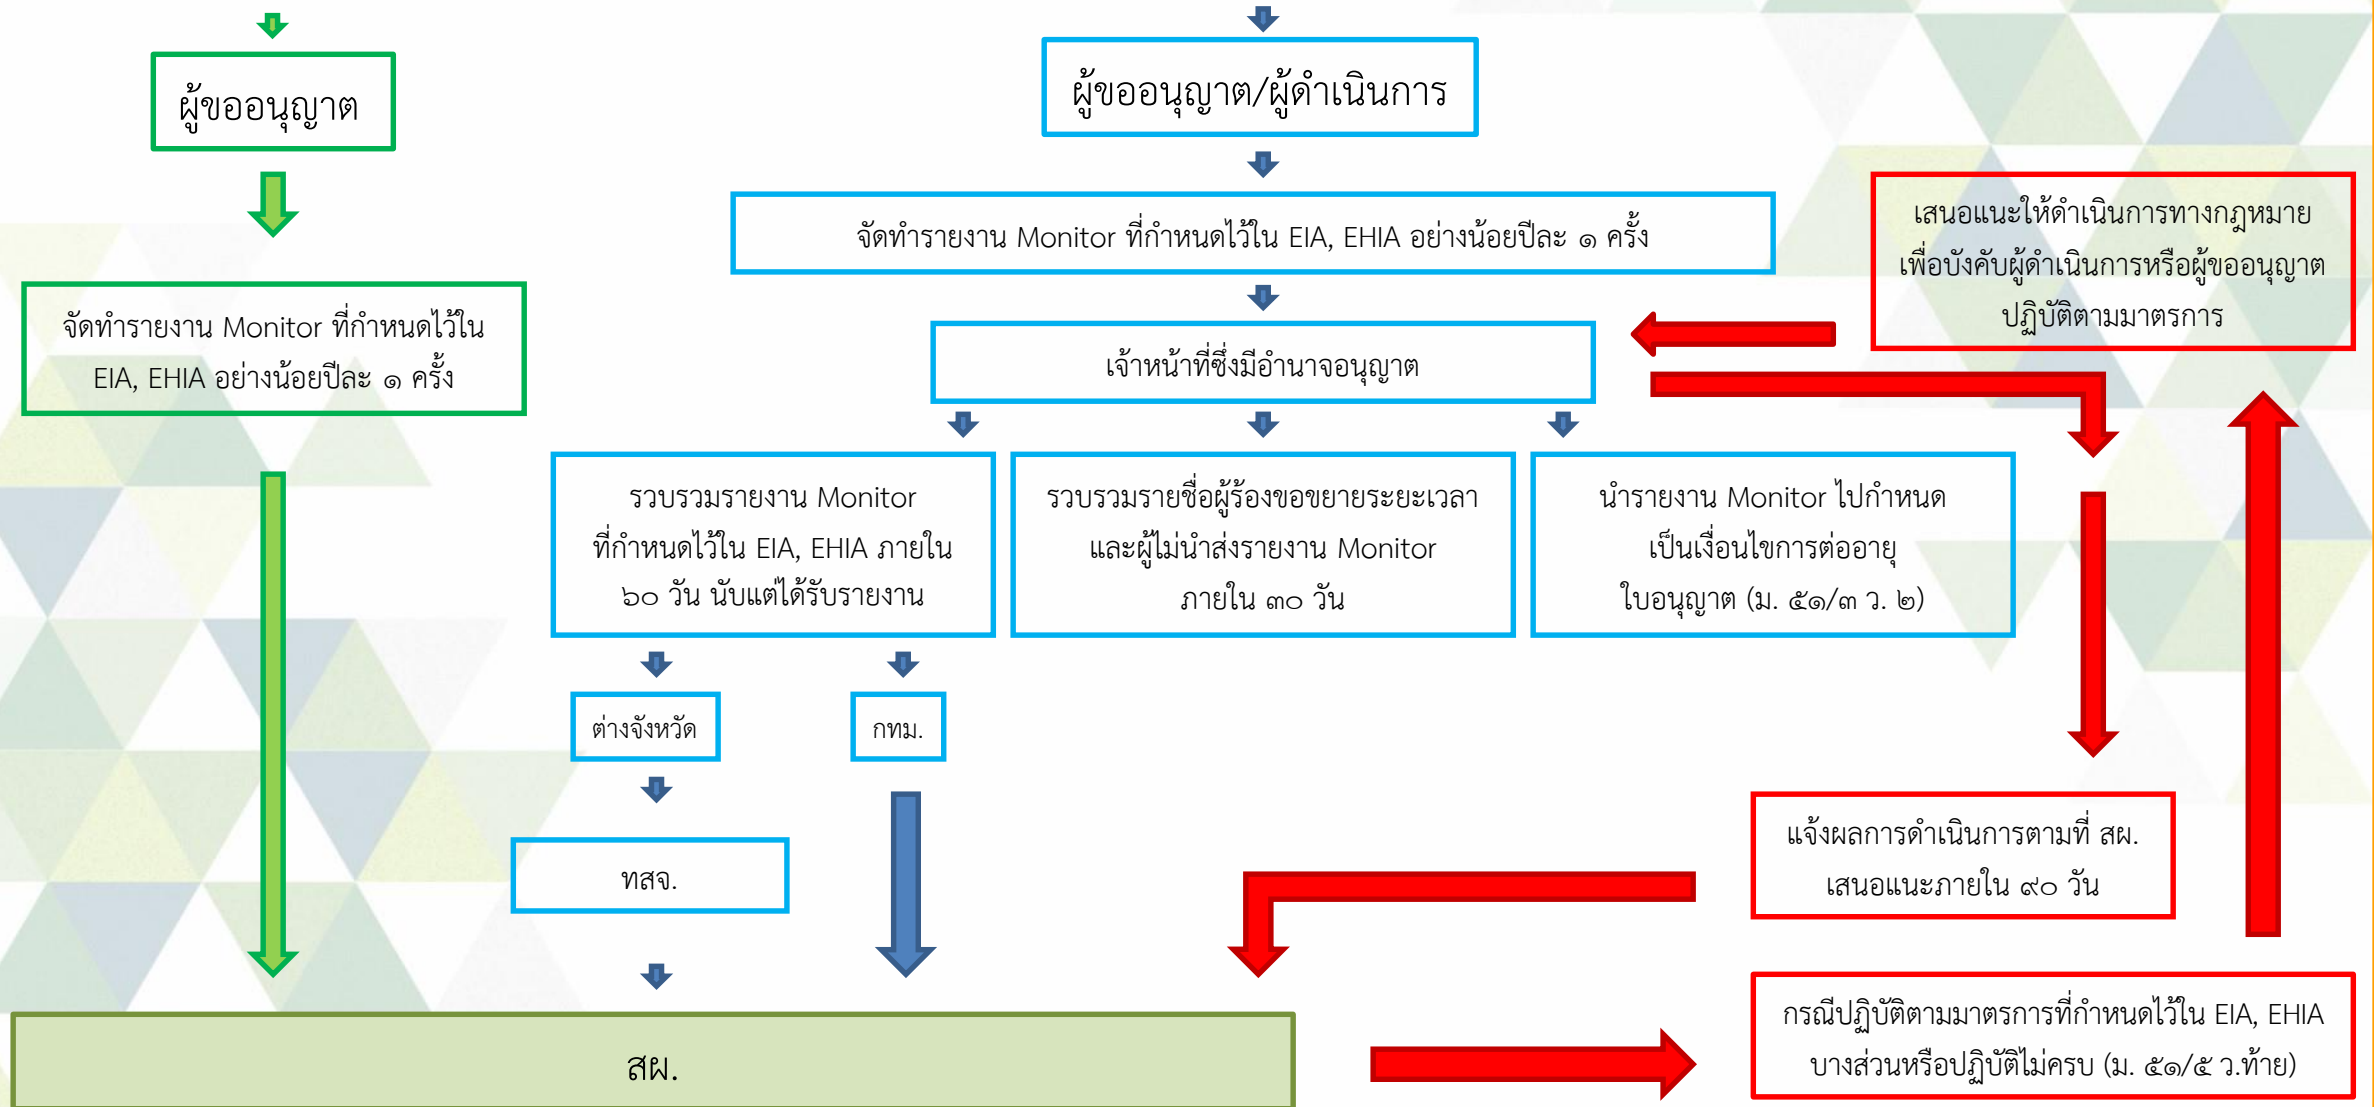 ผู้ขออนุญาต
ผู้ขออนุญาต/ผู้ดำเนินการ
จัดทำรายงาน Monitor ที่กำหนดไว้ใน EIA, EHIA อย่างน้อยปีละ ๑ ครั้ง
เสนอแนะให้ดำเนินการทางกฎหมาย
เพื่อบังคับผู้ดำเนินการหรือผู้ขออนุญาต
ปฏิบัติตามมาตรการ
จัดทำรายงาน Monitor ที่กำหนดไว้ใน
EIA, EHIA อย่างน้อยปีละ ๑ ครั้ง
เจ้าหน้าที่ซึ่งมีอำนาจอนุญาต
รวบรวมรายงาน Monitor
ที่กำหนดไว้ใน EIA, EHIA ภายใน
๖๐ วัน นับแต่ได้รับรายงาน
รวบรวมรายชื่อผู้ร้องขอขยายระยะเวลา
และผู้ไม่นำส่งรายงาน Monitor
ภายใน ๓๐ วัน
นำรายงาน Monitor ไปกำหนด
เป็นเงื่อนไขการต่ออายุ
ใบอนุญาต (ม. ๕๑/๓ ว. ๒)
ต่างจังหวัด
กทม.
ทสจ.
แจ้งผลการดำเนินการตามที่ สผ.
เสนอแนะภายใน ๙๐ วัน
สผ.
กรณีปฏิบัติตามมาตรการที่กำหนดไว้ใน EIA, EHIA
บางส่วนหรือปฏิบัติไม่ครบ (ม. ๕๑/๕ ว.ท้าย)